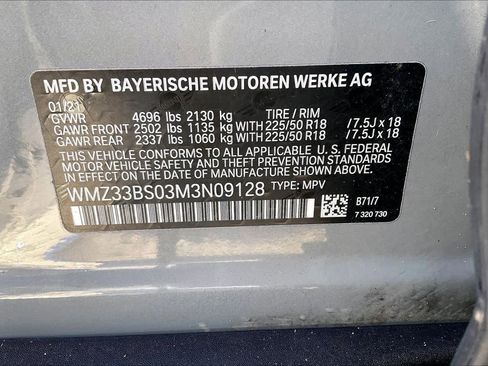 MFD BY BAYERISCHE MOTOREN WERKE AG
01/21
GVWR 4696 lbs 2130 kg TIRE / RIM
GAWR FRONT 2502 lbs 1135 kg WITH 225/50 R18 / 7.5J x 18
GAWR REAR 2337 lbs 1060 kg WITH 225/50 R18 / 7.5J x 18
THIS VEHICLE CONFORMS TO ALL APPLICABLE U. S. FEDERAL
MOTOR VEHICLE SAFETY AND THEFT PREVENTION STANDARDS IN
EFFECT ON THE DATE OF MANUFACTURE SHOWN ABOVE.
WMZ33BS03M3N09128 TYPE: MPV
B71/7
7 320 730